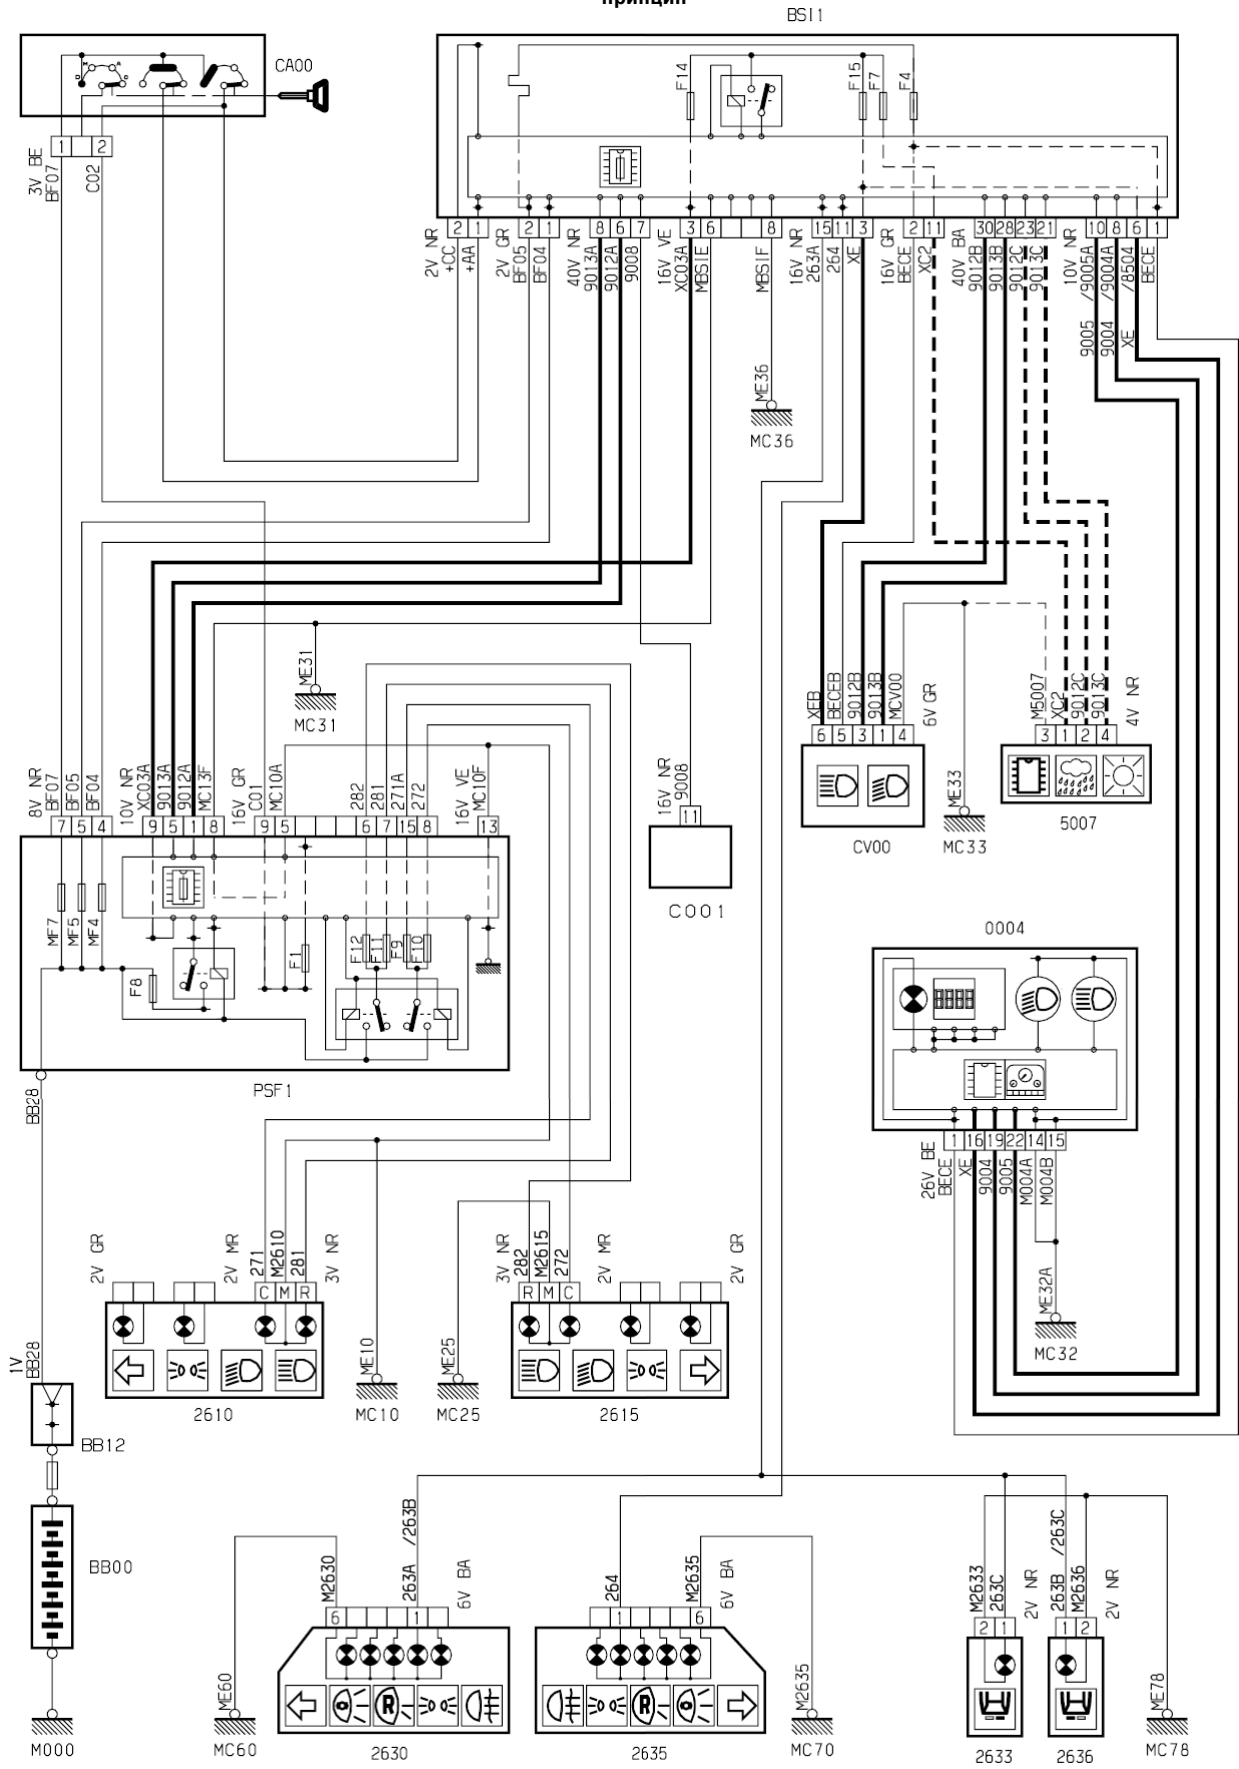 принцип
BSI1
CA00
F14
F15
F7
F4
M
A
D
1
2
3V BE
BF07
C02
2
1
2
1
8
6
7
3
6
8
15
11
3
2
11
30
28
23
21
10
8
6
1
2V NR
+CC
+AA
2V GR
BF05
BF04
40V NR
9013A
9012A
9008
16V VE
XC03A
MBSIE
MBSIF
16V NR
263A
264
XE
16V GR
BECE
XC2
40V BA
9012B
9013B
9012C
9013C
10V NR
9005 /9005A
9004 /9004A
XE /8504
BECE
ME36
MC36
ME31
MC31
8V NR
BF07
BF05
BF04
10V NR
XC03A
9013A
9012A
MC13F
16V GR
C01
MC10A
282
281
271A
272
16V VE
MC10F
7
5
4
9
5
1
8
9
5
6
7
15
8
13
MF7
MF5
MF4
F8
F1
F12
F11
F9
F10
PSF1
BB28
16V NR
9008
11
C001
XEB
BECEB
9012B
9013B
MCV00
6V GR
6
5
3
1
4
CV00
ME33
MC33
M5007
XC2
9012C
9013C
4V NR
3
1
2
4
5007
0004
1
16
19
22
14
15
26V BE
BECE
XE
9004
9005
M004A
M004B
ME32A
MC32
2V GR
2V MR
271
M2610
281
3V NR
C
M
R
2610
ME10
MC10
ME25
MC25
3V NR
282
M2615
272
2V MR
2V GR
R
M
C
2615
1V
BB28
BB12
BB00
M000
ME60
MC60
M2630
263A /263B
6V BA
6
1
R
2630
264
M2635
6V BA
1
6
R
2635
M2635
MC70
M2633
263C
2V NR
2
1
2633
263B /263C
M2636
2V NR
1
2
2636
ME78
MC78